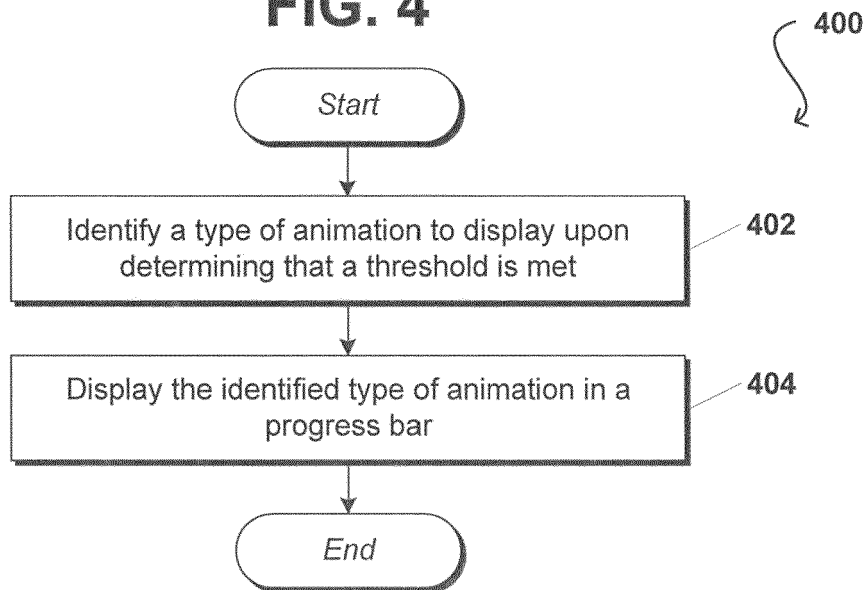 FIG. 4
400
Start
Identify a type of animation to display upon
determining that a threshold is met
402
Display the identified type of animation in a
progress bar
404
End